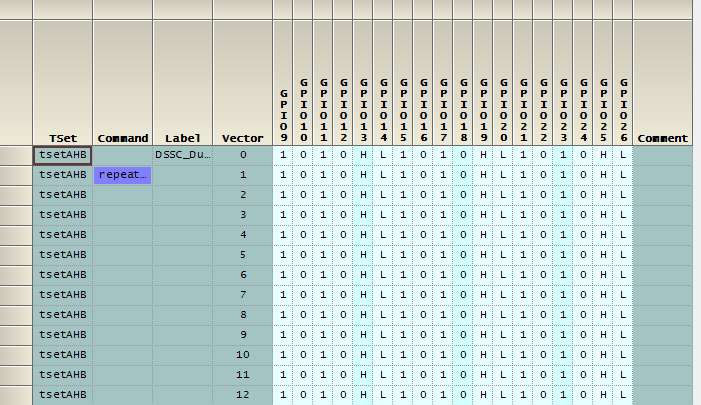 TSet Command Label Vector GPIO9 GPIO10 GPIO11 GPIO12 GPIO13 GPIO14 GPIO15 GPIO16 GPIO17 GPIO18 GPIO19 GPIO20 GPIO21 GPIO22 GPIO23 GPIO24 GPIO25 GPIO26 Comment
tsetAHB DSSC_Du... 0 1 0 1 0 H L 1 0 1 0 H L 1 0 1 0 H L
tsetAHB repeat... 1 1 0 1 0 H L 1 0 1 0 H L 1 0 1 0 H L
tsetAHB 2 1 0 1 0 H L 1 0 1 0 H L 1 0 1 0 H L
tsetAHB 3 1 0 1 0 H L 1 0 1 0 H L 1 0 1 0 H L
tsetAHB 4 1 0 1 0 H L 1 0 1 0 H L 1 0 1 0 H L
tsetAHB 5 1 0 1 0 H L 1 0 1 0 H L 1 0 1 0 H L
tsetAHB 6 1 0 1 0 H L 1 0 1 0 H L 1 0 1 0 H L
tsetAHB 7 1 0 1 0 H L 1 0 1 0 H L 1 0 1 0 H L
tsetAHB 8 1 0 1 0 H L 1 0 1 0 H L 1 0 1 0 H L
tsetAHB 9 1 0 1 0 H L 1 0 1 0 H L 1 0 1 0 H L
tsetAHB 10 1 0 1 0 H L 1 0 1 0 H L 1 0 1 0 H L
tsetAHB 11 1 0 1 0 H L 1 0 1 0 H L 1 0 1 0 H L
tsetAHB 12 1 0 1 0 H L 1 0 1 0 H L 1 0 1 0 H L